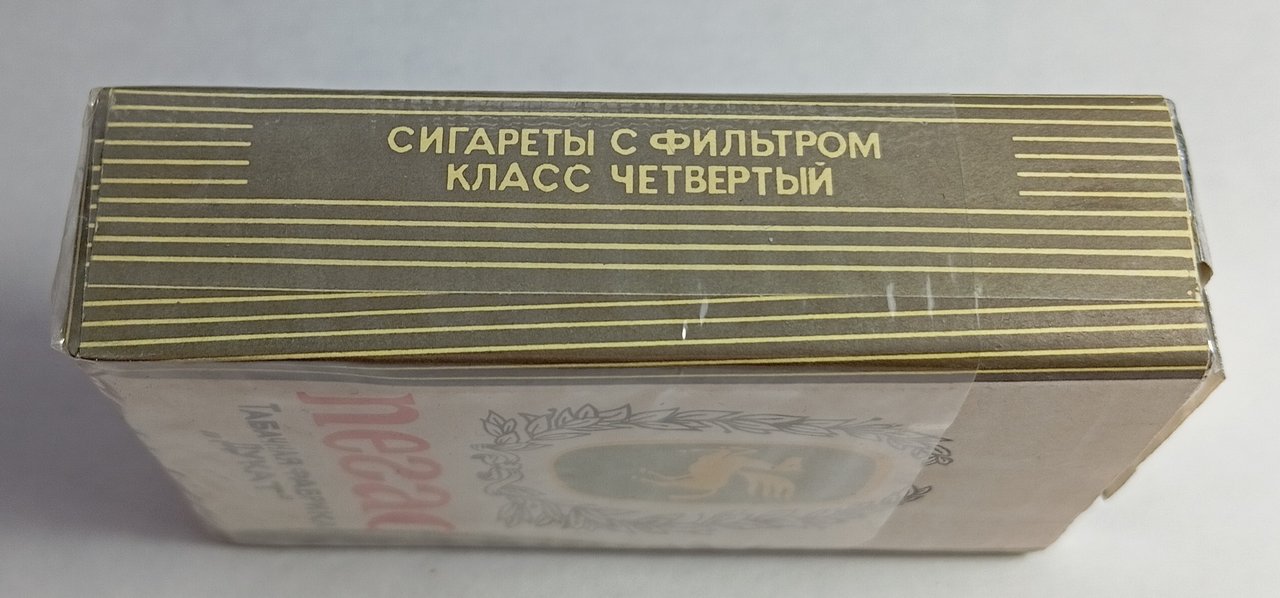 СИГАРЕТЫ С ФИЛЬТРОМ
КЛАСС ЧЕТВЕРТЫЙ
Пегас
ТАБАЧНАЯ ФАБРИКА
"ДУКАТ"